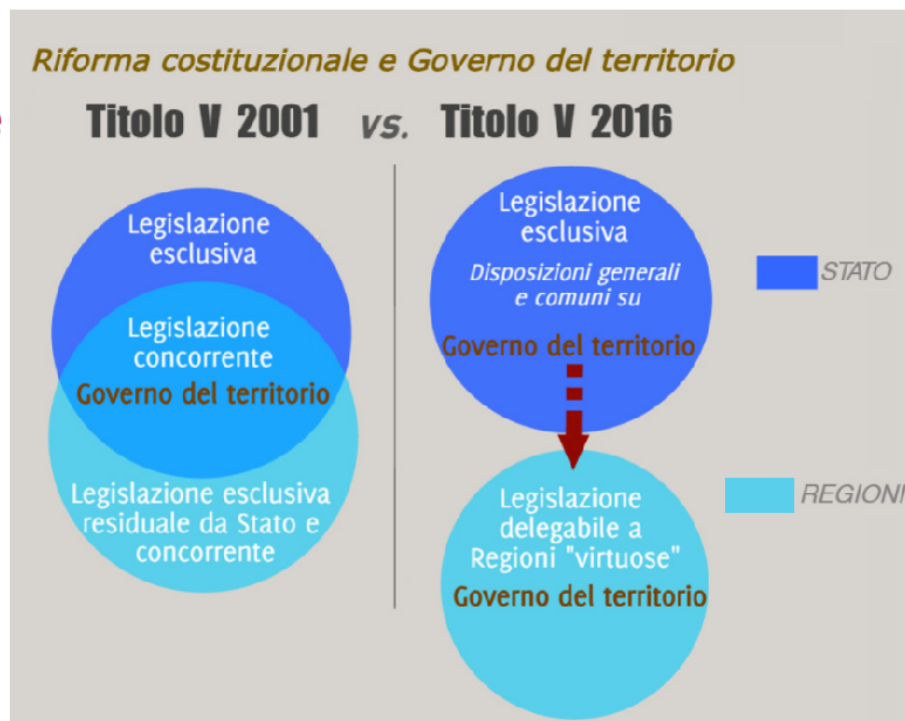 Riforma costituzionale e Governo del territorio
Titolo V 2001 vs. Titolo V 2016
Legislazione
esclusiva
Legislazione
concorrente
Governo del territorio
Legislazione esclusiva
residuale da Stato e
concorrente
Legislazione
esclusiva
Disposizioni generali
e comuni su
Governo del territorio
Legislazione
delegabile a
Regioni "virtuose"
Governo del territorio
STATO
REGIONI